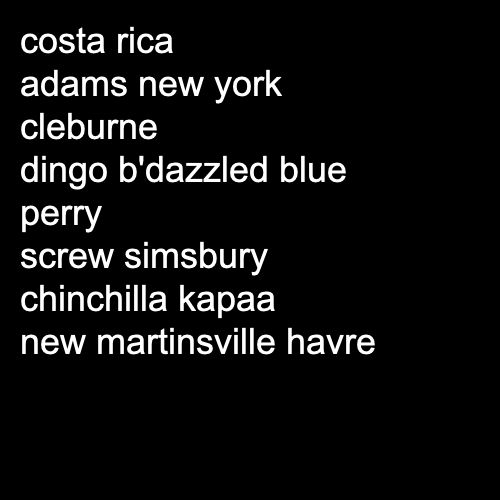 costa rica
adams new york
cleburne
dingo b'dazzled blue
perry
screw simsbury
chinchilla kapaa
new martinsville havre